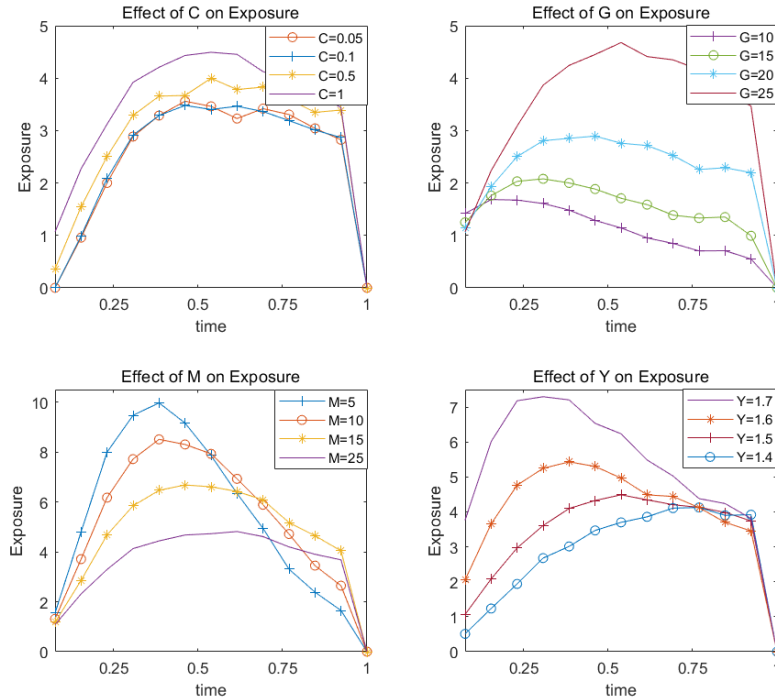 Effect of C on Exposure
5
4
3
2
1
0
Exposure
0.25
0.5
0.75
1
time
C=0.05
C=0.1
C=0.5
C=1
Effect of G on Exposure
5
4
3
2
1
0
Exposure
0.25
0.5
0.75
1
time
G=10
G=15
G=20
G=25
Effect of M on Exposure
10
8
6
4
2
0
Exposure
0.25
0.5
0.75
1
time
M=5
M=10
M=15
M=25
Effect of Y on Exposure
7
6
5
4
3
2
1
0
Exposure
0.25
0.5
0.75
1
time
Y=1.7
Y=1.6
Y=1.5
Y=1.4